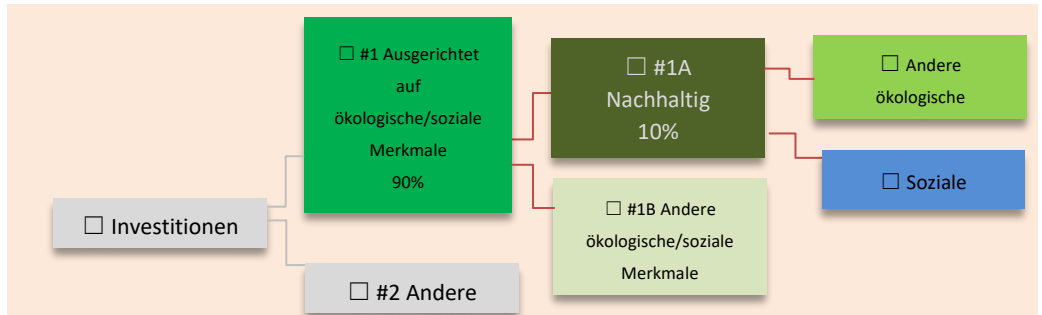 ☐ Investitionen
☐ #1 Ausgerichtet
auf
ökologische/soziale
Merkmale
90%
☐ #2 Andere
☐ #1A
Nachhaltig
10%
☐ #1B Andere
ökologische/soziale
Merkmale
☐ Andere
ökologische
☐ Soziale